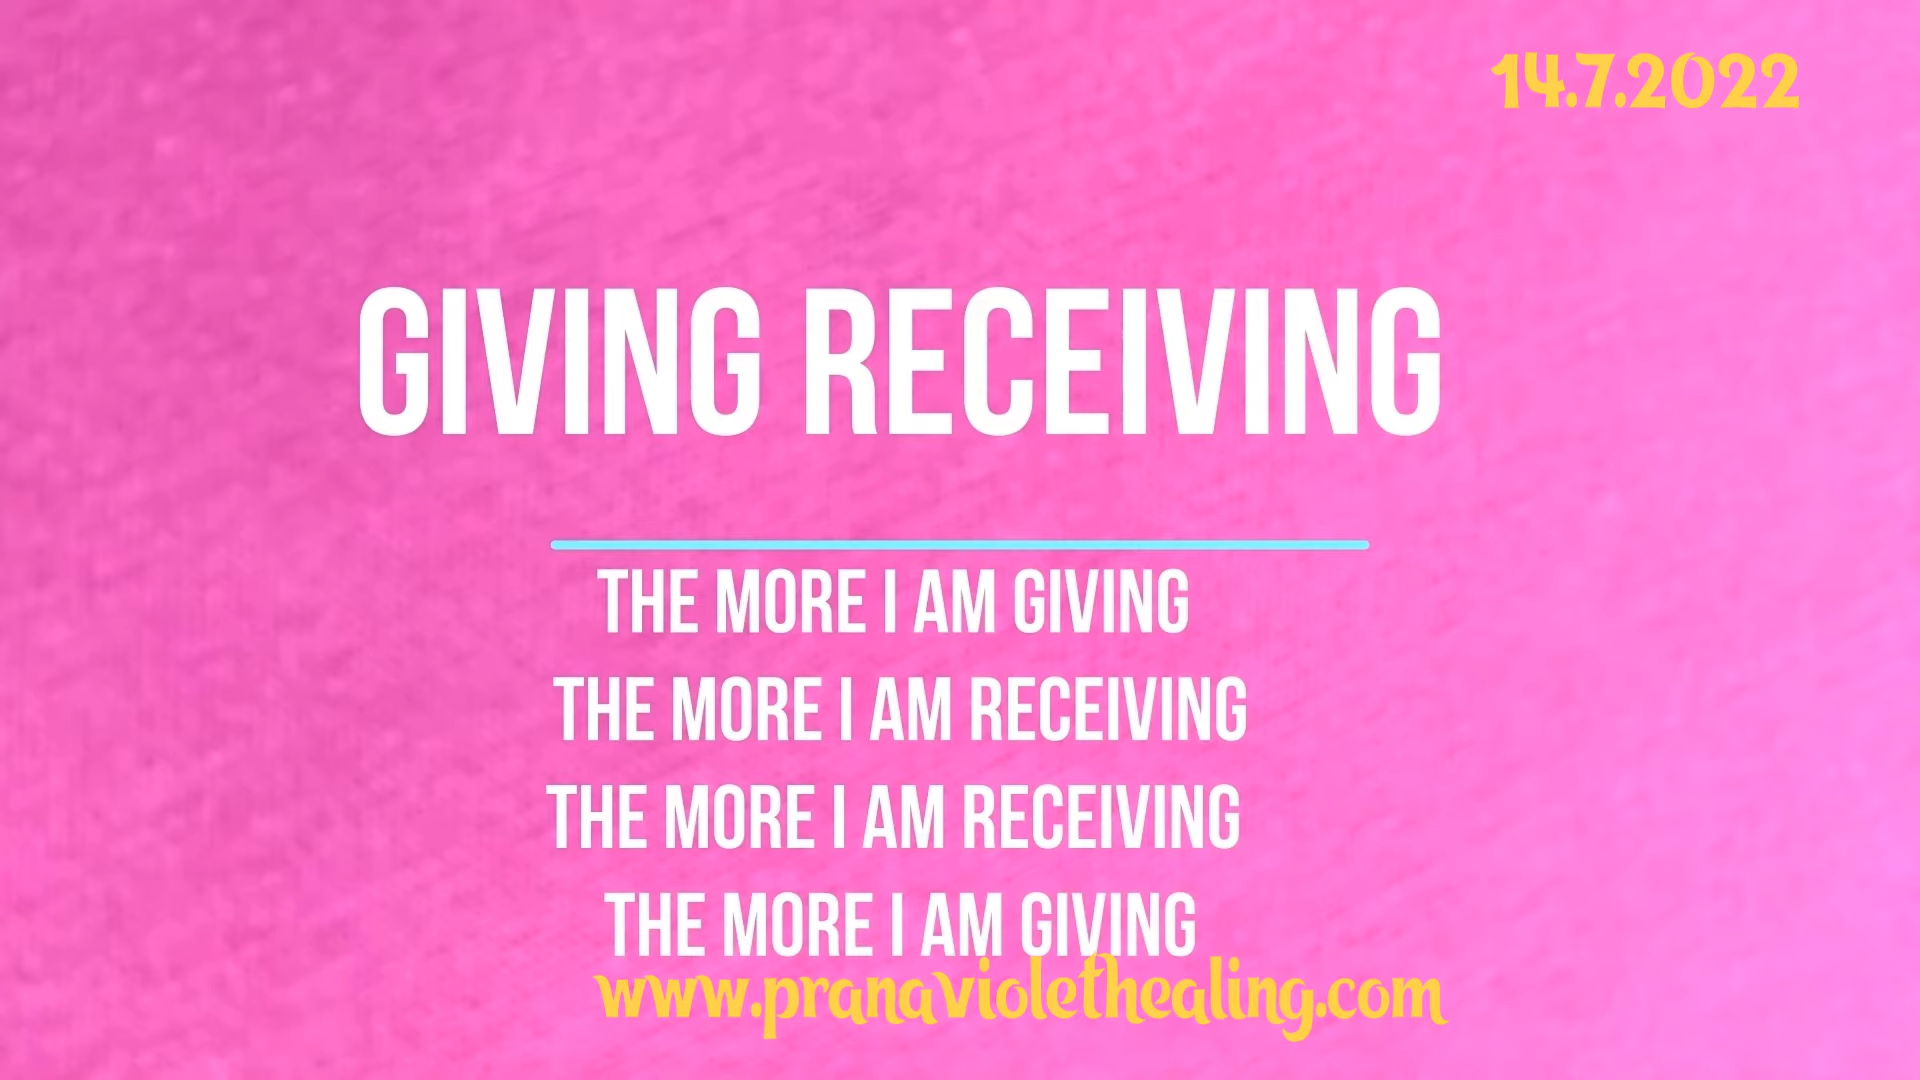 14.7.2022
GIVING RECEIVING
THE MORE I AM GIVING
THE MORE I AM RECEIVING
THE MORE I AM RECEIVING
THE MORE I AM GIVING
www.pranaviolethealing.com